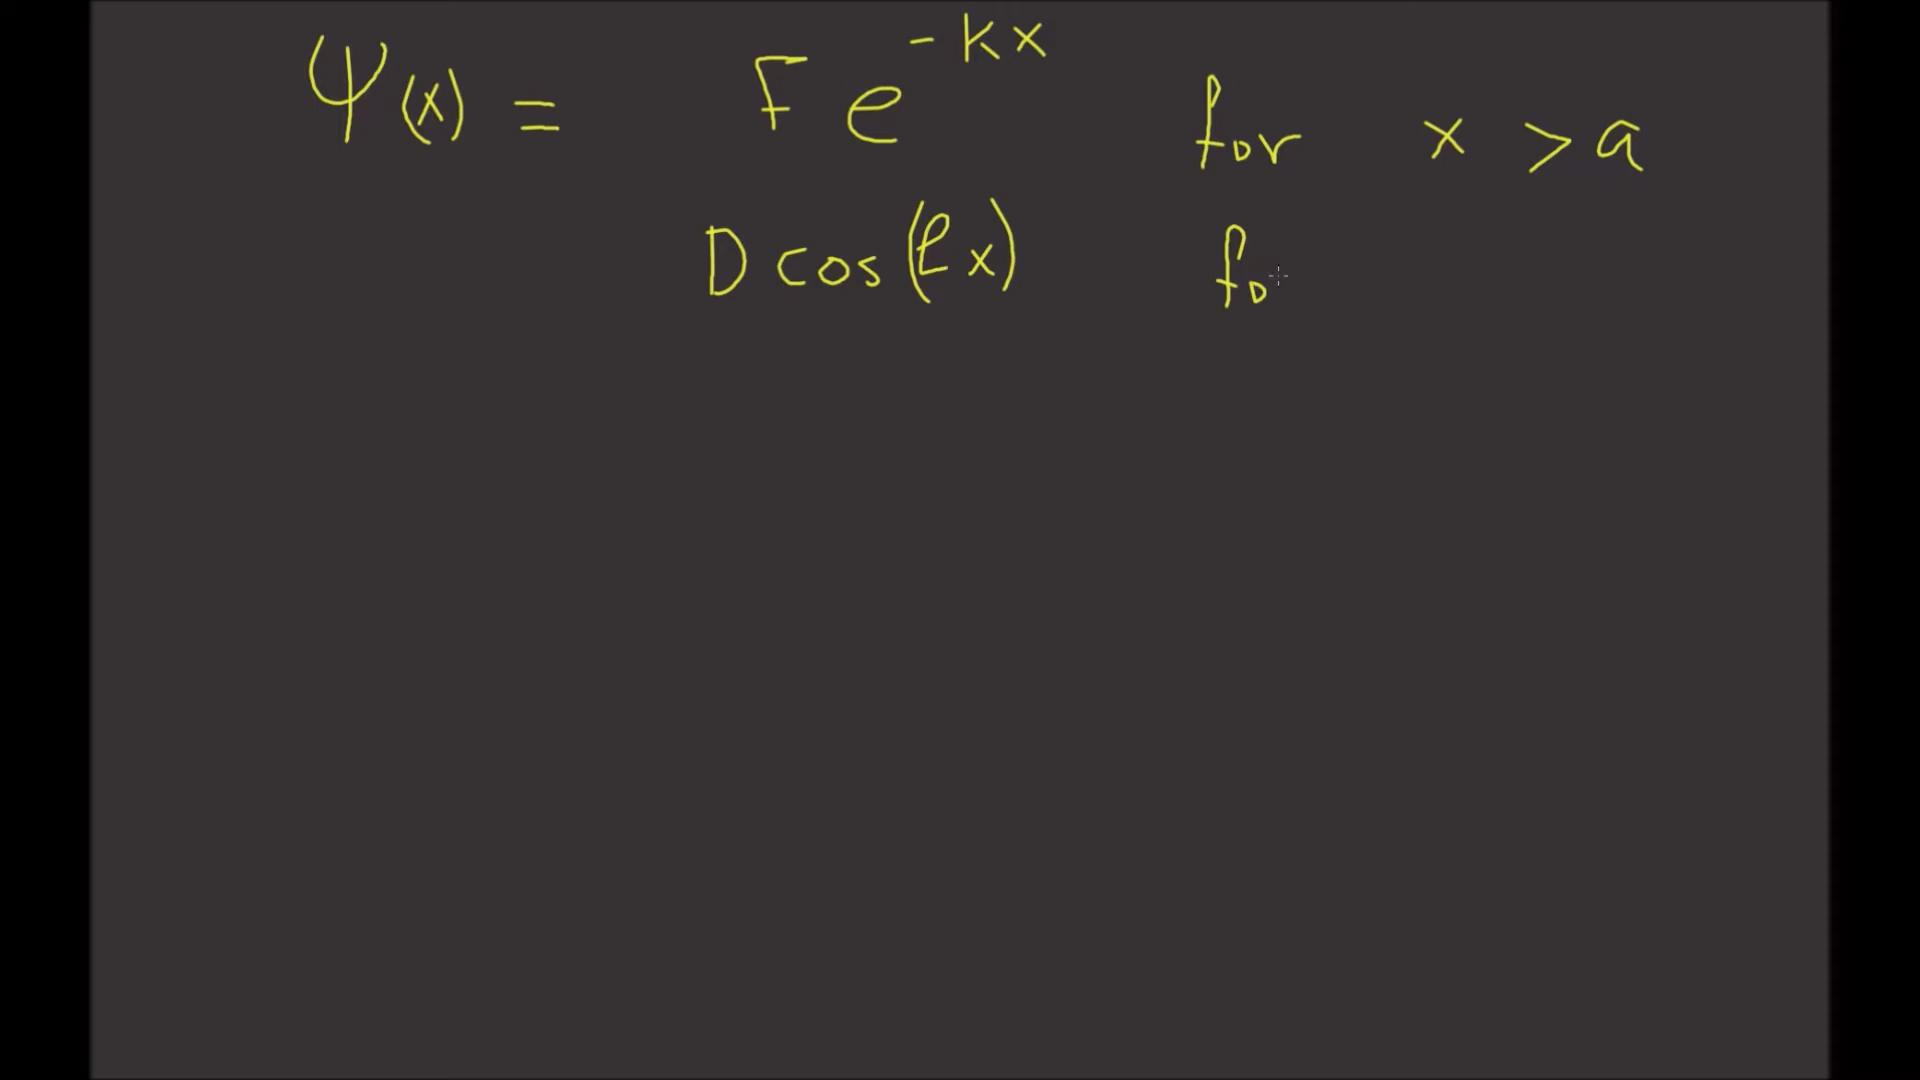 Ψ(x) = Fe^{-kx} for x > a
D cos(ℓx) fo